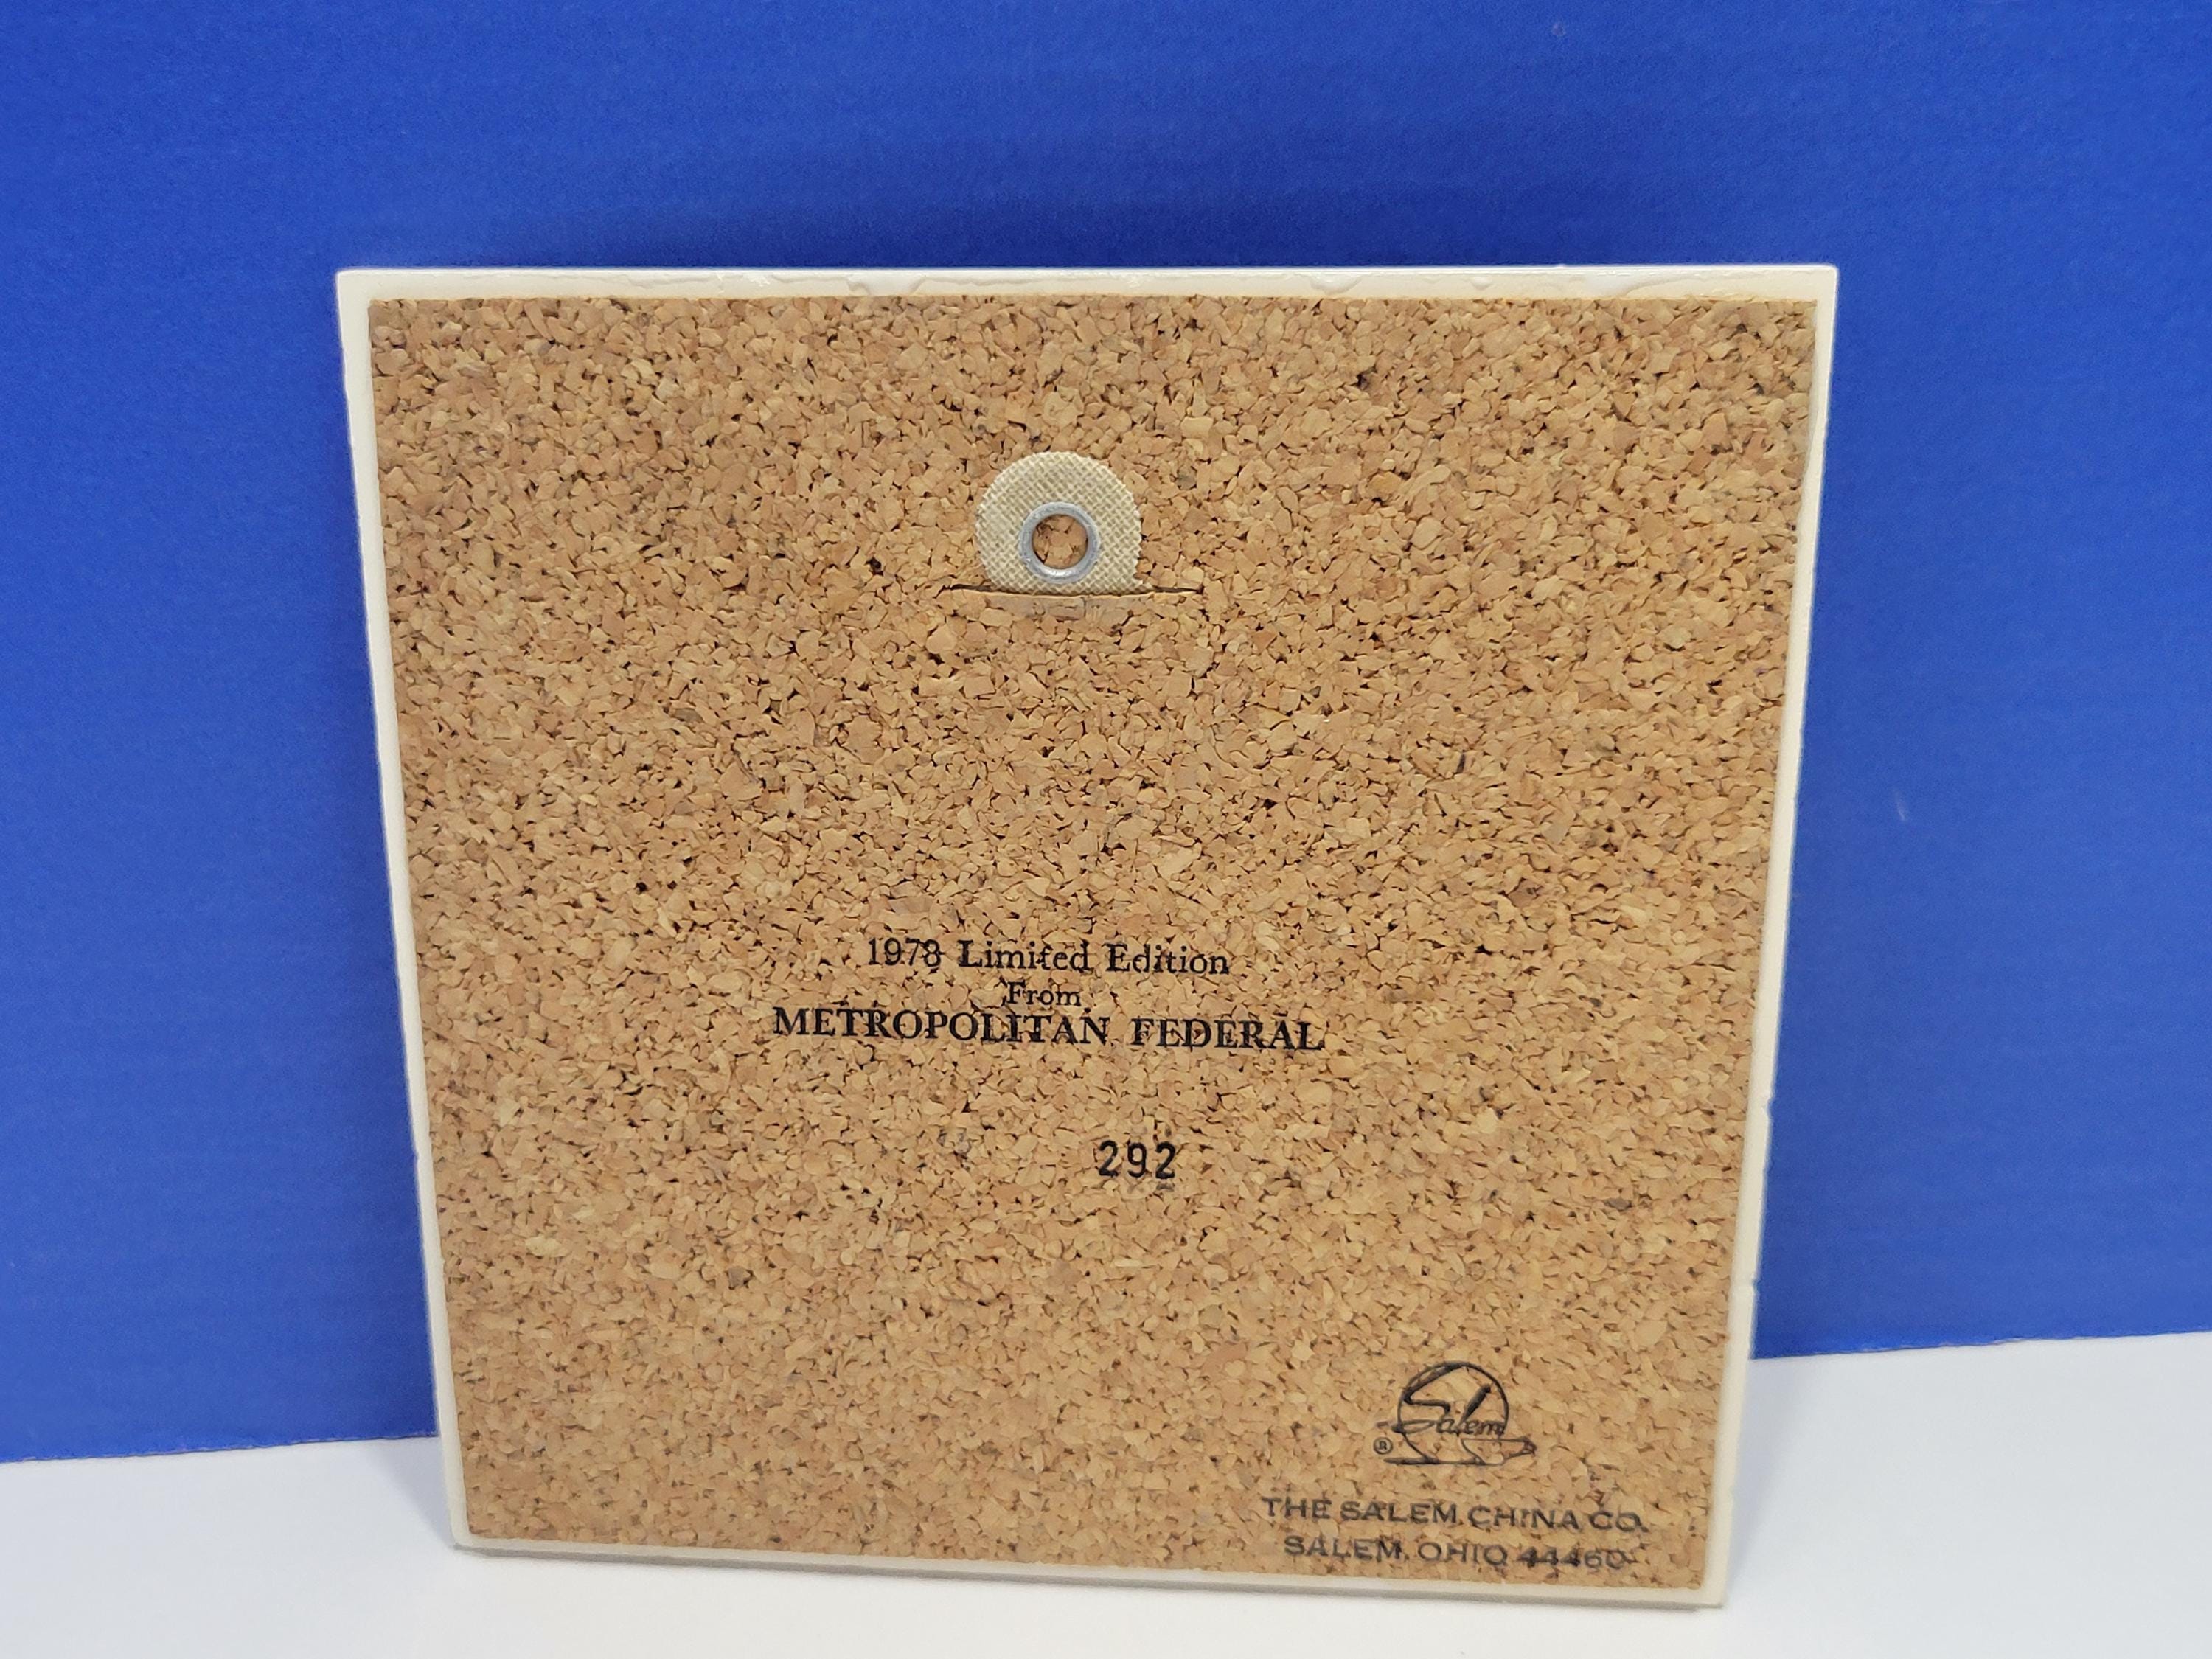 1978 Limited Edition
From
METROPOLITAN FEDERAL
292
Salem
®
THE SALEM CHINA CO.
SALEM, OHIO 44460